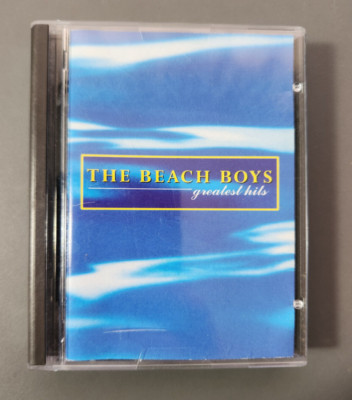 THE BEACH BOYS
greatest hits